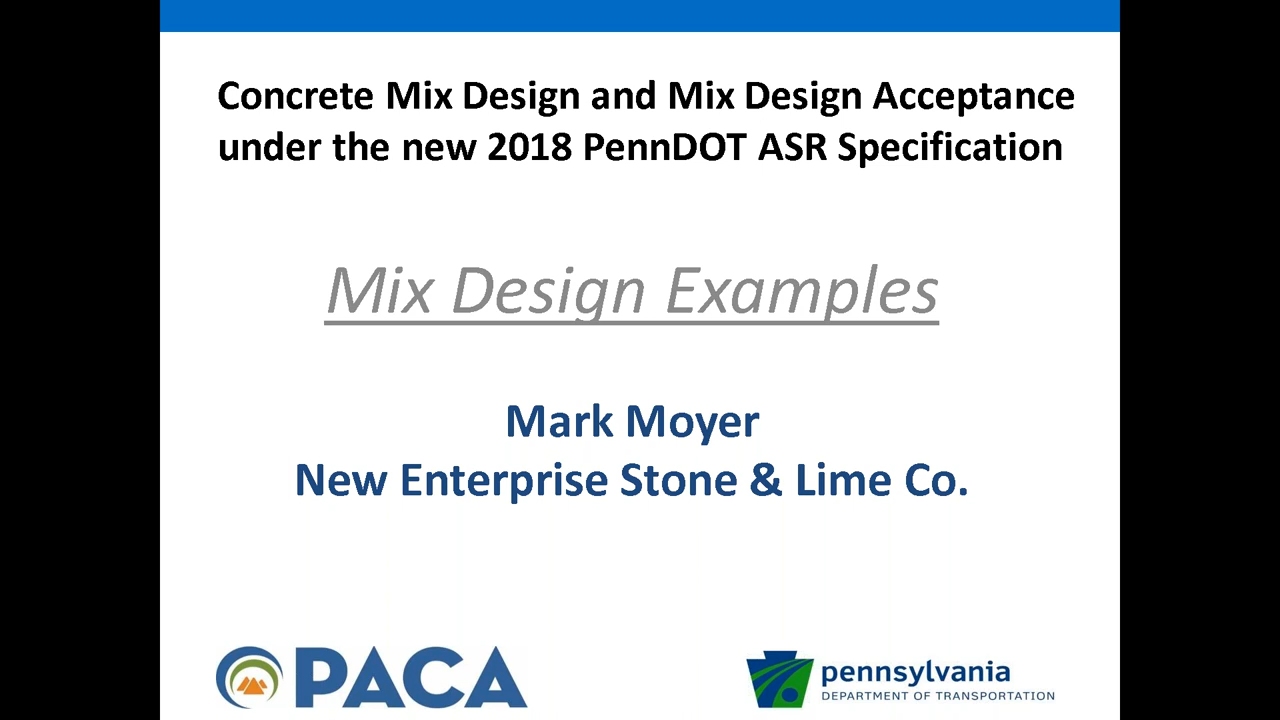 Concrete Mix Design and Mix Design Acceptance
under the new 2018 PennDOT ASR Specification
Mix Design Examples
Mark Moyer
New Enterprise Stone & Lime Co.
PACA
pennsylvania
DEPARTMENT OF TRANSPORTATION